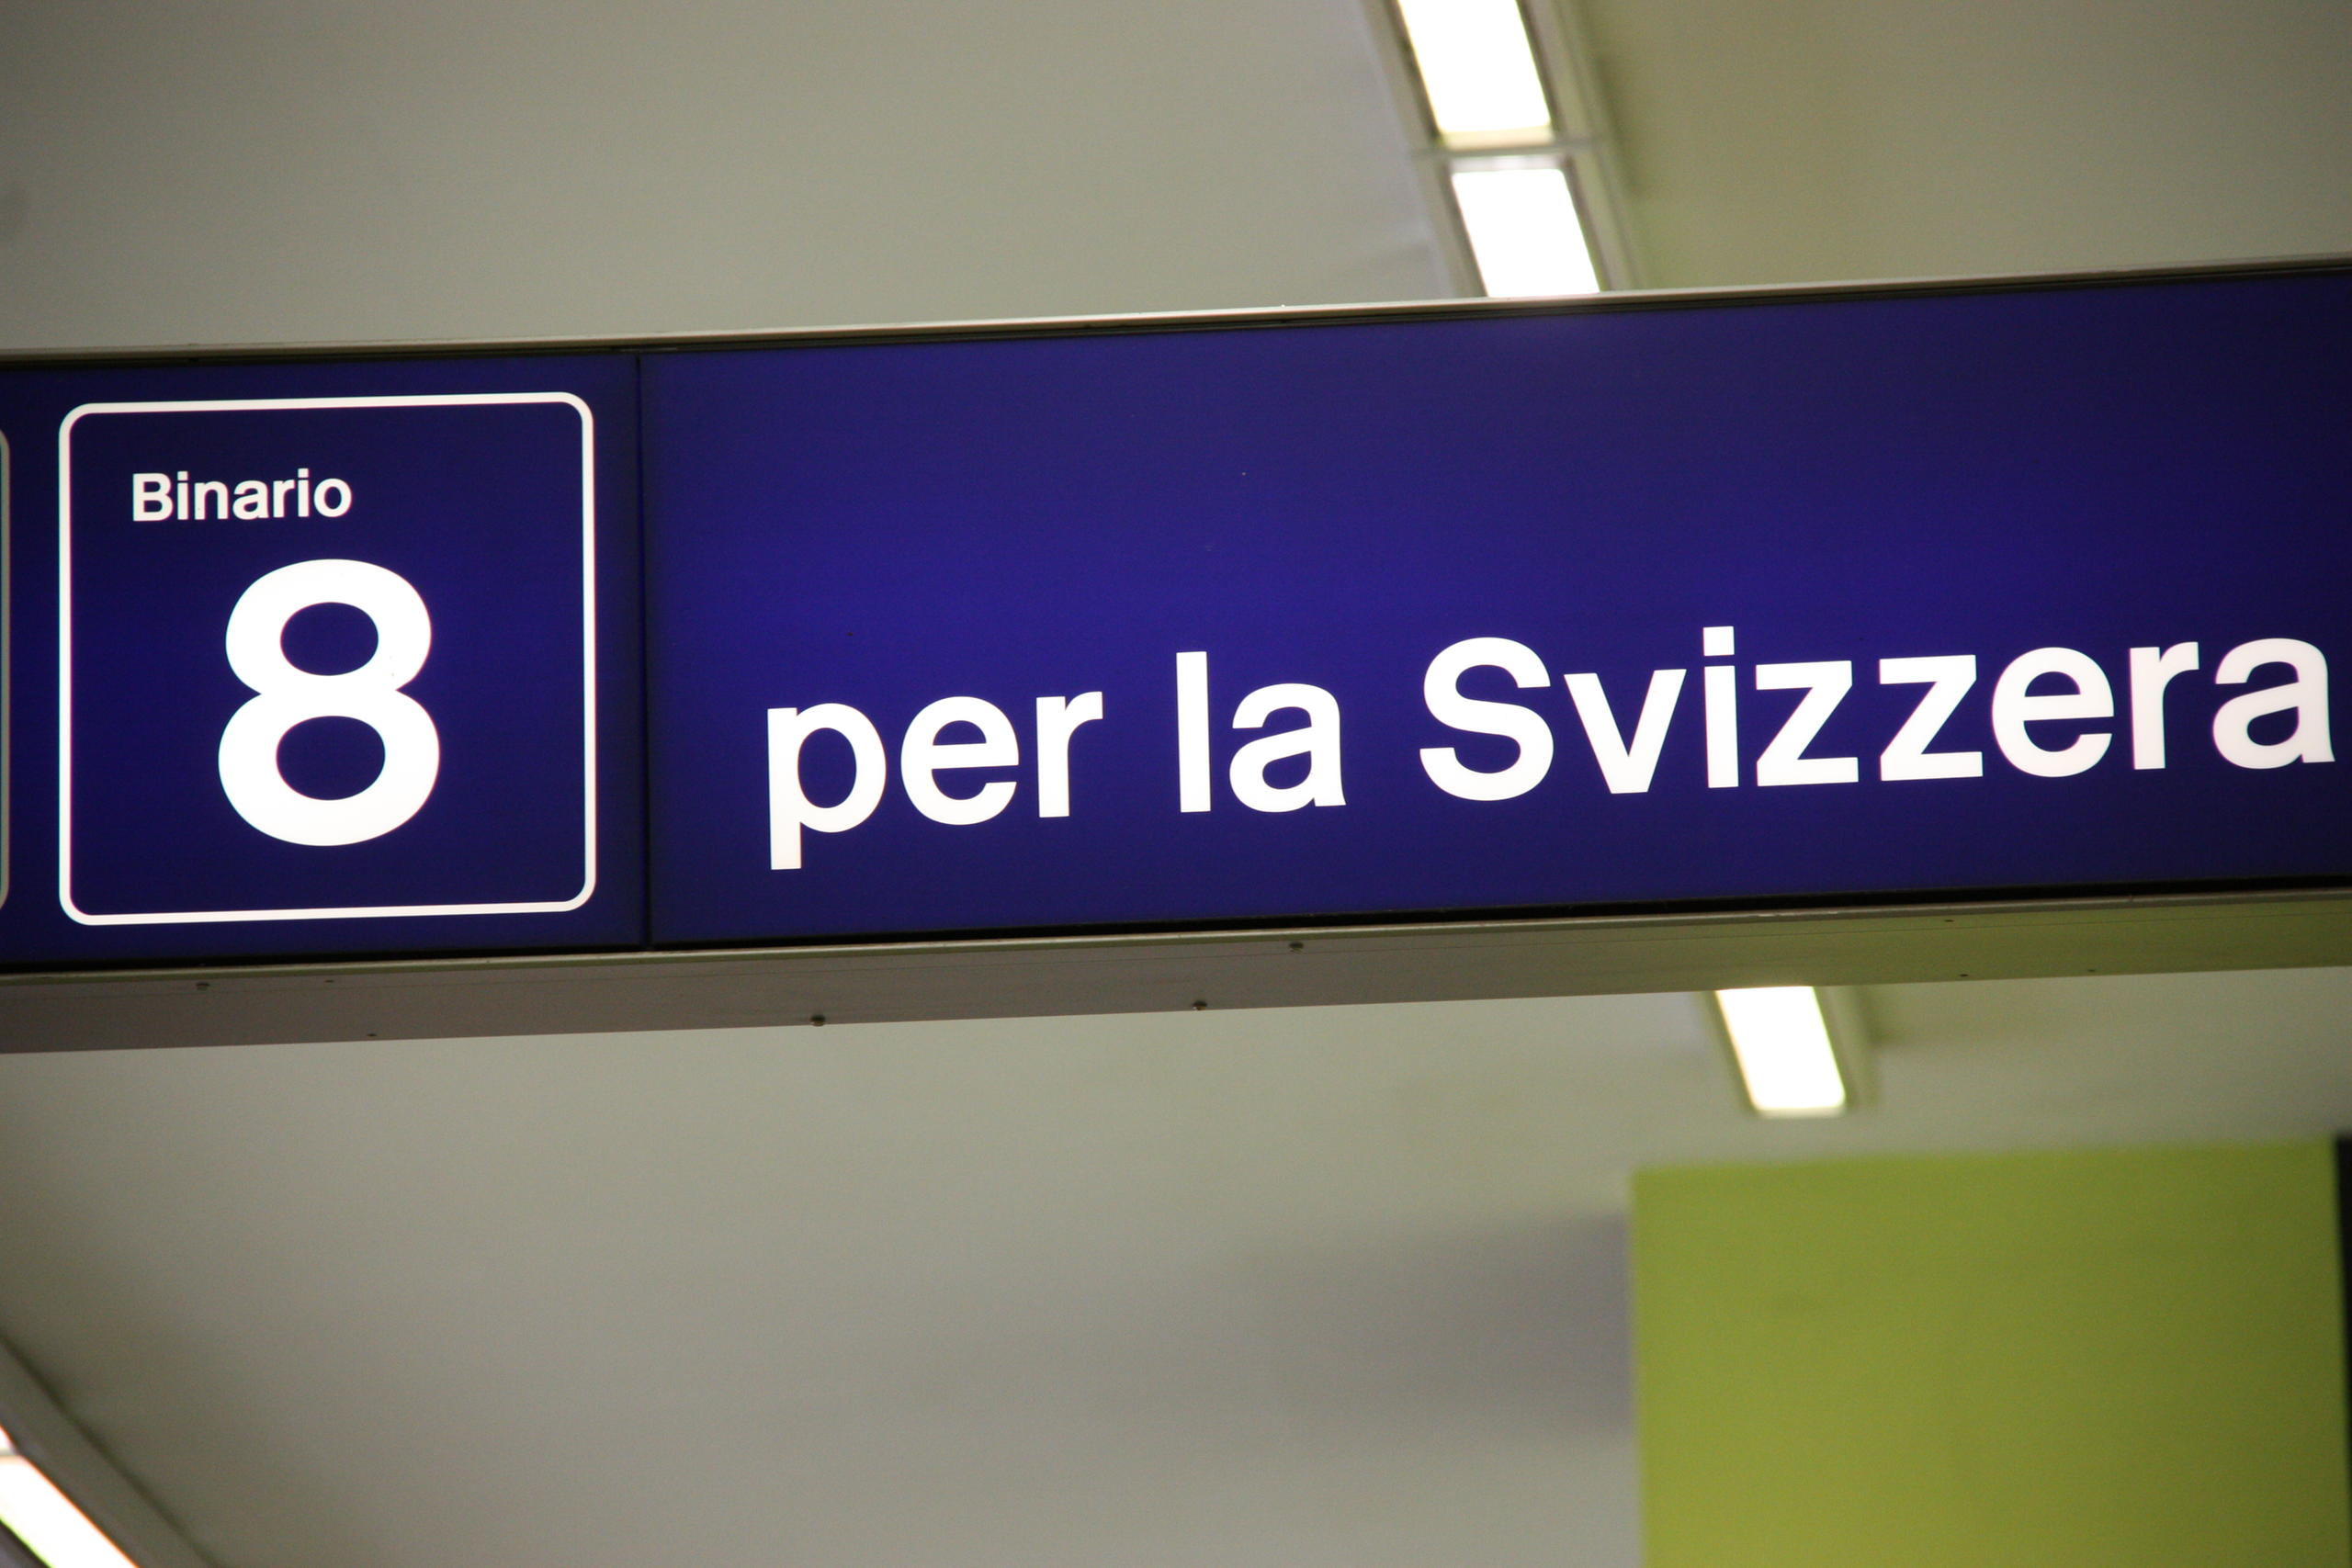 Binario
8
per la Svizzera